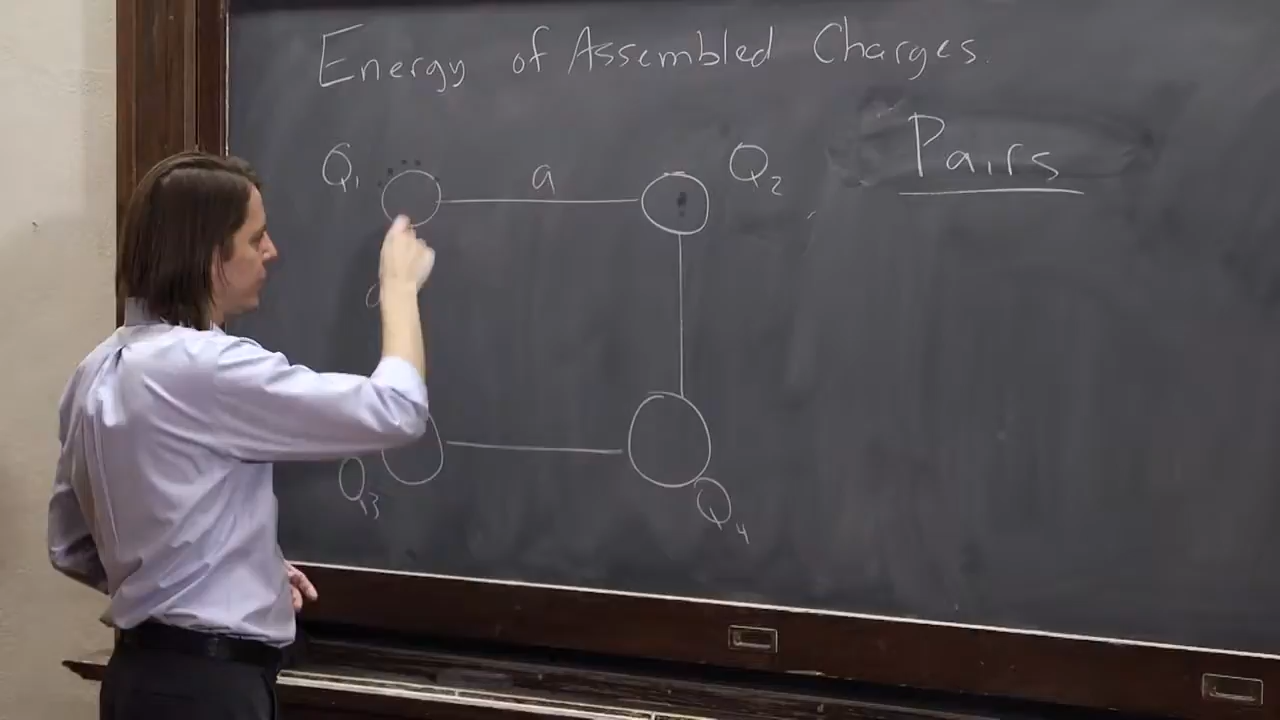 Energy of Assembled Charges.
Pairs
Q₁
a
Q₂
a
Q₃
Q₄